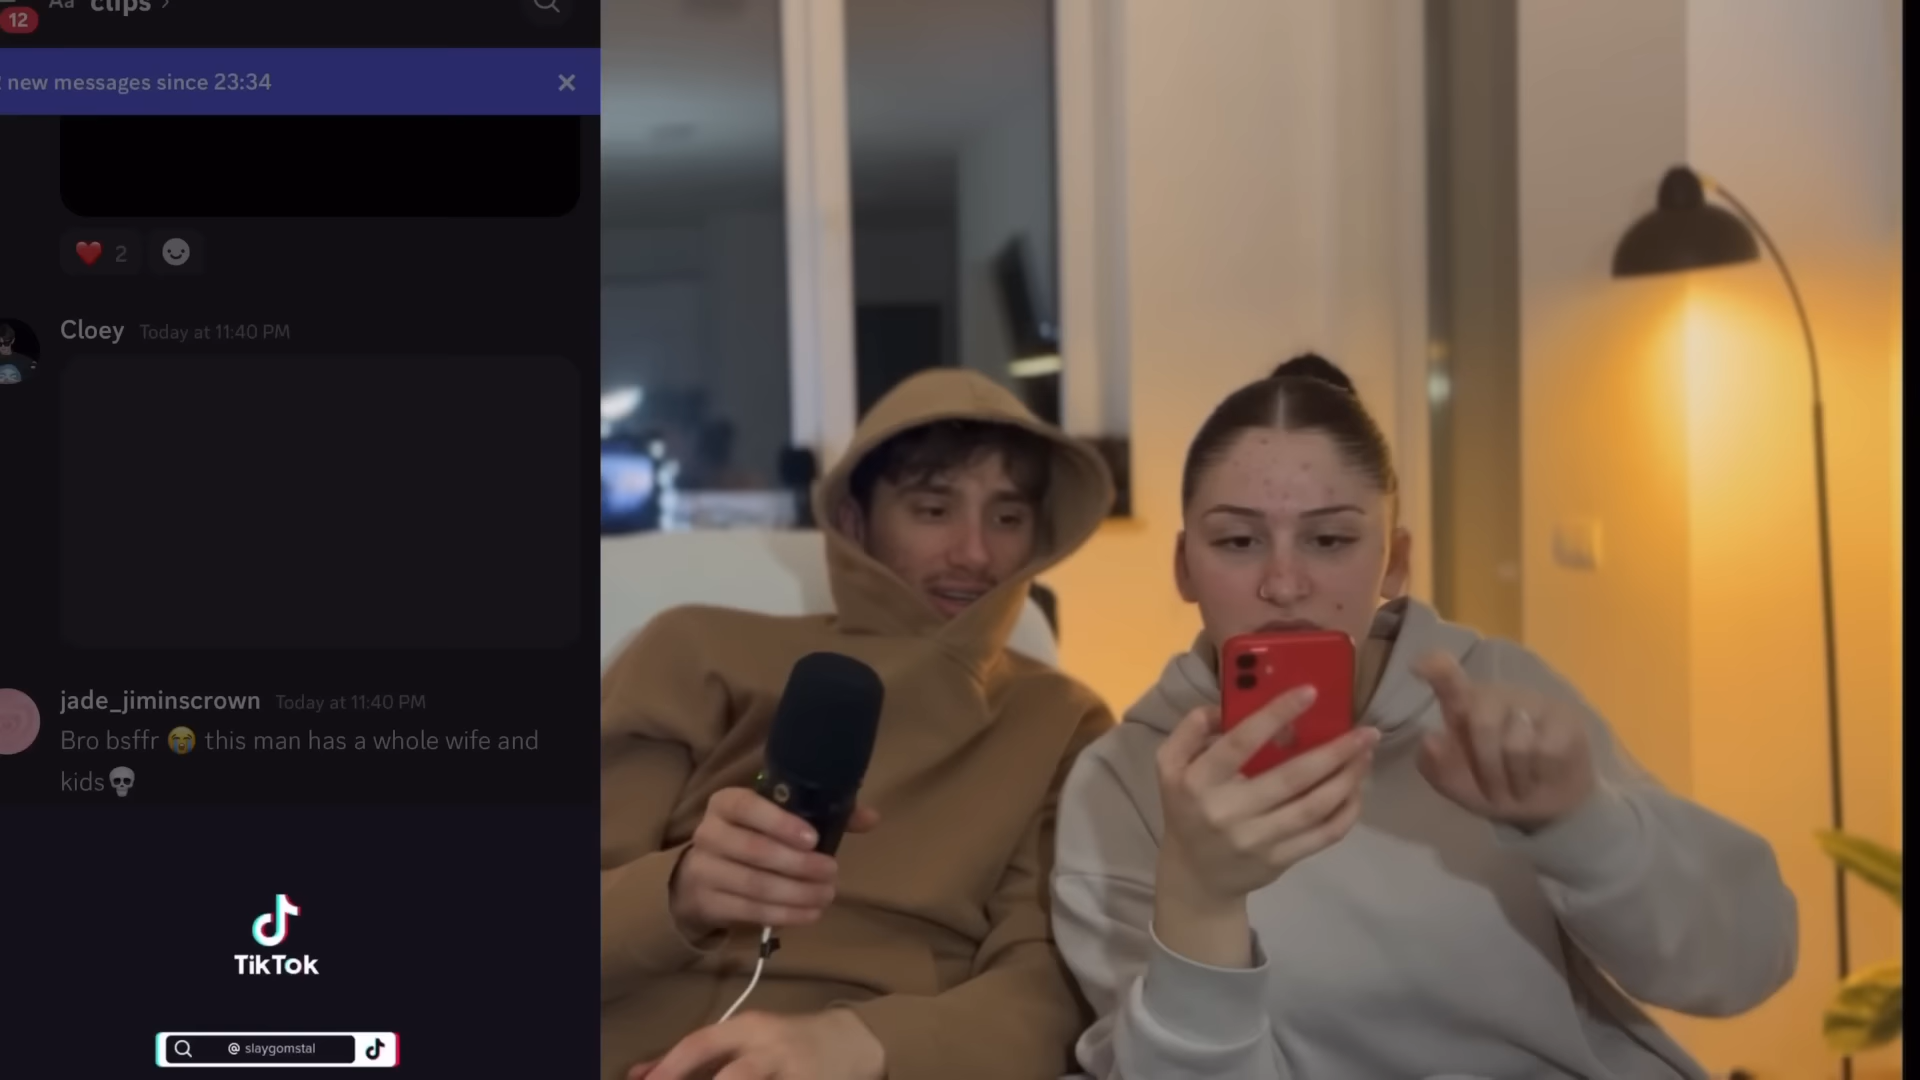 12
Aa clips
new messages since 23:34
2
Cloey Today at 11:40 PM
jade_jiminscrown Today at 11:40 PM
Bro bsffr 😭 this man has a whole wife and
kids💀
TikTok
@ slaygomstal